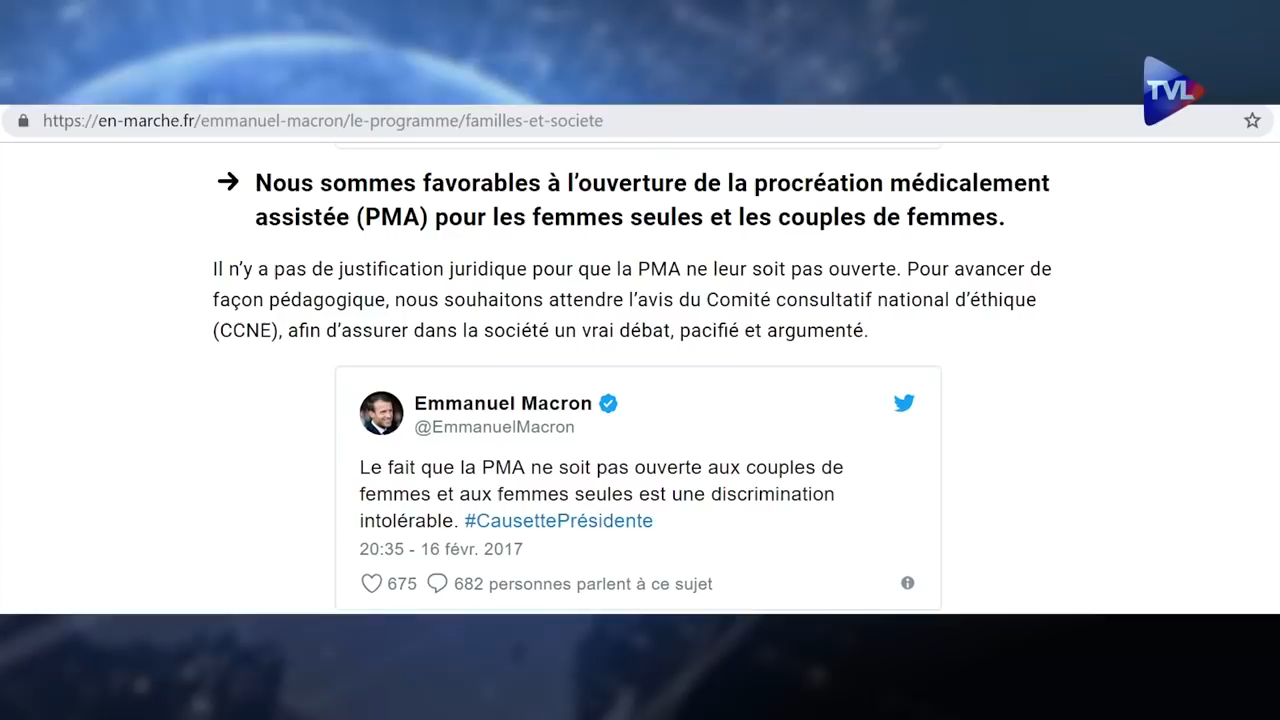 TVL
https://en-marche.fr/emmanuel-macron/le-programme/familles-et-societe
→ Nous sommes favorables à l’ouverture de la procréation médicalement
assistée (PMA) pour les femmes seules et les couples de femmes.
Il n’y a pas de justification juridique pour que la PMA ne leur soit pas ouverte. Pour avancer de
façon pédagogique, nous souhaitons attendre l’avis du Comité consultatif national d’éthique
(CCNE), afin d’assurer dans la société un vrai débat, pacifié et argumenté.
Emmanuel Macron
@EmmanuelMacron
Le fait que la PMA ne soit pas ouverte aux couples de
femmes et aux femmes seules est une discrimination
intolérable. #CausettePrésidente
20:35 - 16 févr. 2017
675 682 personnes parlent à ce sujet